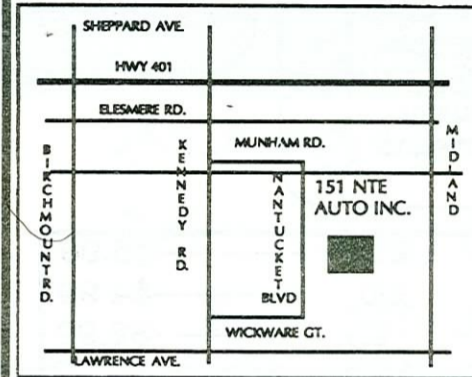 SHEPPARD AVE.
HWY 401
ELESMERE RD.
MUNHAM RD.
BIRCHMOUNT RD.
KENNEDY RD.
NANTUCKET BLVD
151 NTE
AUTO INC.
MIDLAND
WICKWARE GT.
LAWRENCE AVE.